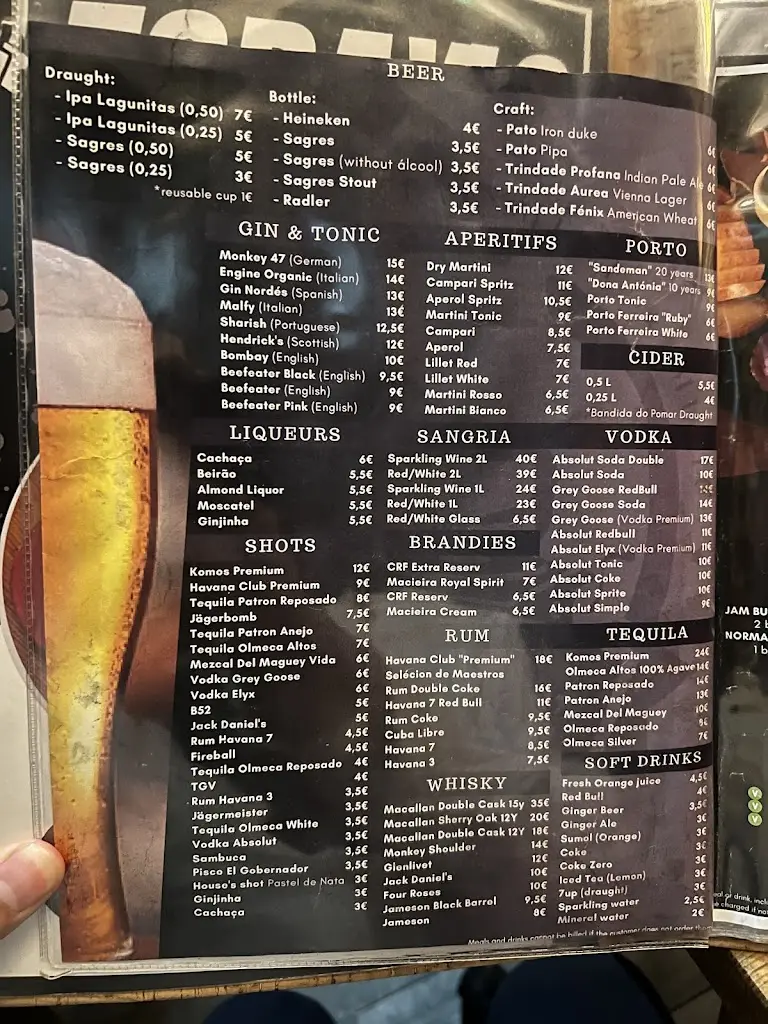 BEER
Draught:
- Ipa Lagunitas (0,50) 7€
- Ipa Lagunitas (0,25) 5€
- Sagres (0,50) 5€
- Sagres (0,25) 3€
*reusable cup 1€
Bottle:
- Heineken 4€
- Sagres 3,5€
- Sagres (without álcool) 3,5€
- Sagres Stout 3,5€
- Radler 3,5€
Craft:
- Pato Iron duke 6€
- Pato Pipa 6€
- Trindade Profana Indian Pale Ale 6€
- Trindade Aurea Vienna Lager 6€
- Trindade Fénix American Wheat 6€
GIN & TONIC
Monkey 47 (German) 15€
Engine Organic (Italian) 14€
Gin Nordés (Spanish) 13€
Malfy (Italian) 13€
Sharish (Portuguese) 12,5€
Hendrick's (Scottish) 12€
Bombay (English) 10€
Beefeater Black (English) 9,5€
Beefeater (English) 9€
Beefeater Pink (English) 9€
APERITIFS
Dry Martini 12€
Campari Spritz 11€
Aperol Spritz 10,5€
Martini Tonic 9€
Campari 8,5€
Aperol 7,5€
Lillet Red 7€
Lillet White 7€
Martini Rosso 6,5€
Martini Bianco 6,5€
PORTO
"Sandeman" 20 years 13€
"Dona Antónia" 10 years 9€
Porto Tonic 9€
Porto Ferreira "Ruby" 6€
Porto Ferreira White 6€
CIDER
0,5 L 5,5€
0,25 L 4€
*Bandida do Pomar Draught
LIQUEURS
Cachaça 6€
Beirão 5,5€
Almond Liquor 5,5€
Moscatel 5,5€
Ginjinha 5,5€
SANGRIA
Sparkling Wine 2L 40€
Red/White 2L 39€
Sparkling Wine 1L 24€
Red/White 1L 23€
Red/White Glass 6,5€
VODKA
Absolut Soda Double 17€
Absolut Soda 10€
Grey Goose RedBull
Grey Goose Soda 14€
Grey Goose (Vodka Premium) 13€
Absolut Redbull 11€
Absolut Elyx (Vodka Premium) 11€
Absolut Tonic 10€
Absolut Coke 10€
Absolut Sprite 10€
Absolut Simple 9€
SHOTS
Komos Premium 12€
Havana Club Premium 9€
Tequila Patron Reposado 8€
Jägerbomb 7,5€
Tequila Patron Anejo 7€
Tequila Olmeca Altos 7€
Mezcal Del Maguey Vida 6€
Vodka Grey Goose 6€
Vodka Elyx 6€
B52 5€
Jack Daniel's 5€
Rum Havana 7 4,5€
Fireball 4,5€
Tequila Olmeca Reposado 4€
TGV 4€
Rum Havana 3 3,5€
Jägermeister 3,5€
Tequila Olmeca White 3,5€
Vodka Absolut 3,5€
Sambuca 3,5€
Pisco El Gobernador 3,5€
House's shot Pastel de Nata 3€
Ginjinha 3€
Cachaça 3€
BRANDIES
CRF Extra Reserv 11€
Macieira Royal Spirit 7€
CRF Reserv 6,5€
Macieira Cream 6,5€
RUM
Havana Club "Premium" 18€
Selécion de Maestros
Rum Double Coke 16€
Havana 7 Red Bull 11€
Rum Coke 9,5€
Cuba Libre 9,5€
Havana 7 8,5€
Havana 3 7,5€
WHISKY
Macallan Double Cask 15y 35€
Macallan Sherry Oak 12Y 20€
Macallan Double Cask 12Y 18€
Monkey Shoulder 14€
Glenlivet 12€
Jack Daniel's 10€
Four Roses 10€
Jameson Black Barrel 9,5€
Jameson 8€
TEQUILA
Komos Premium 24€
Olmeca Altos 100% Agave 14€
Patron Reposado 14€
Patron Anejo 13€
Mezcal Del Maguey 10€
Olmeca Reposado 8€
Olmeca Silver 7€
SOFT DRINKS
Fresh Orange juice 4,5€
Red Bull 4€
Ginger Beer 3,5€
Ginger Ale 3€
Sumol (Orange) 3€
Coke 3€
Coke Zero 3€
Iced Tea (Lemon) 3€
7up (draught) 3€
Sparkling water 2,5€
Mineral water 2€
Meals and drinks cannot be billed if the customer does not order
JAM BU
2 b
NORMA
1 b